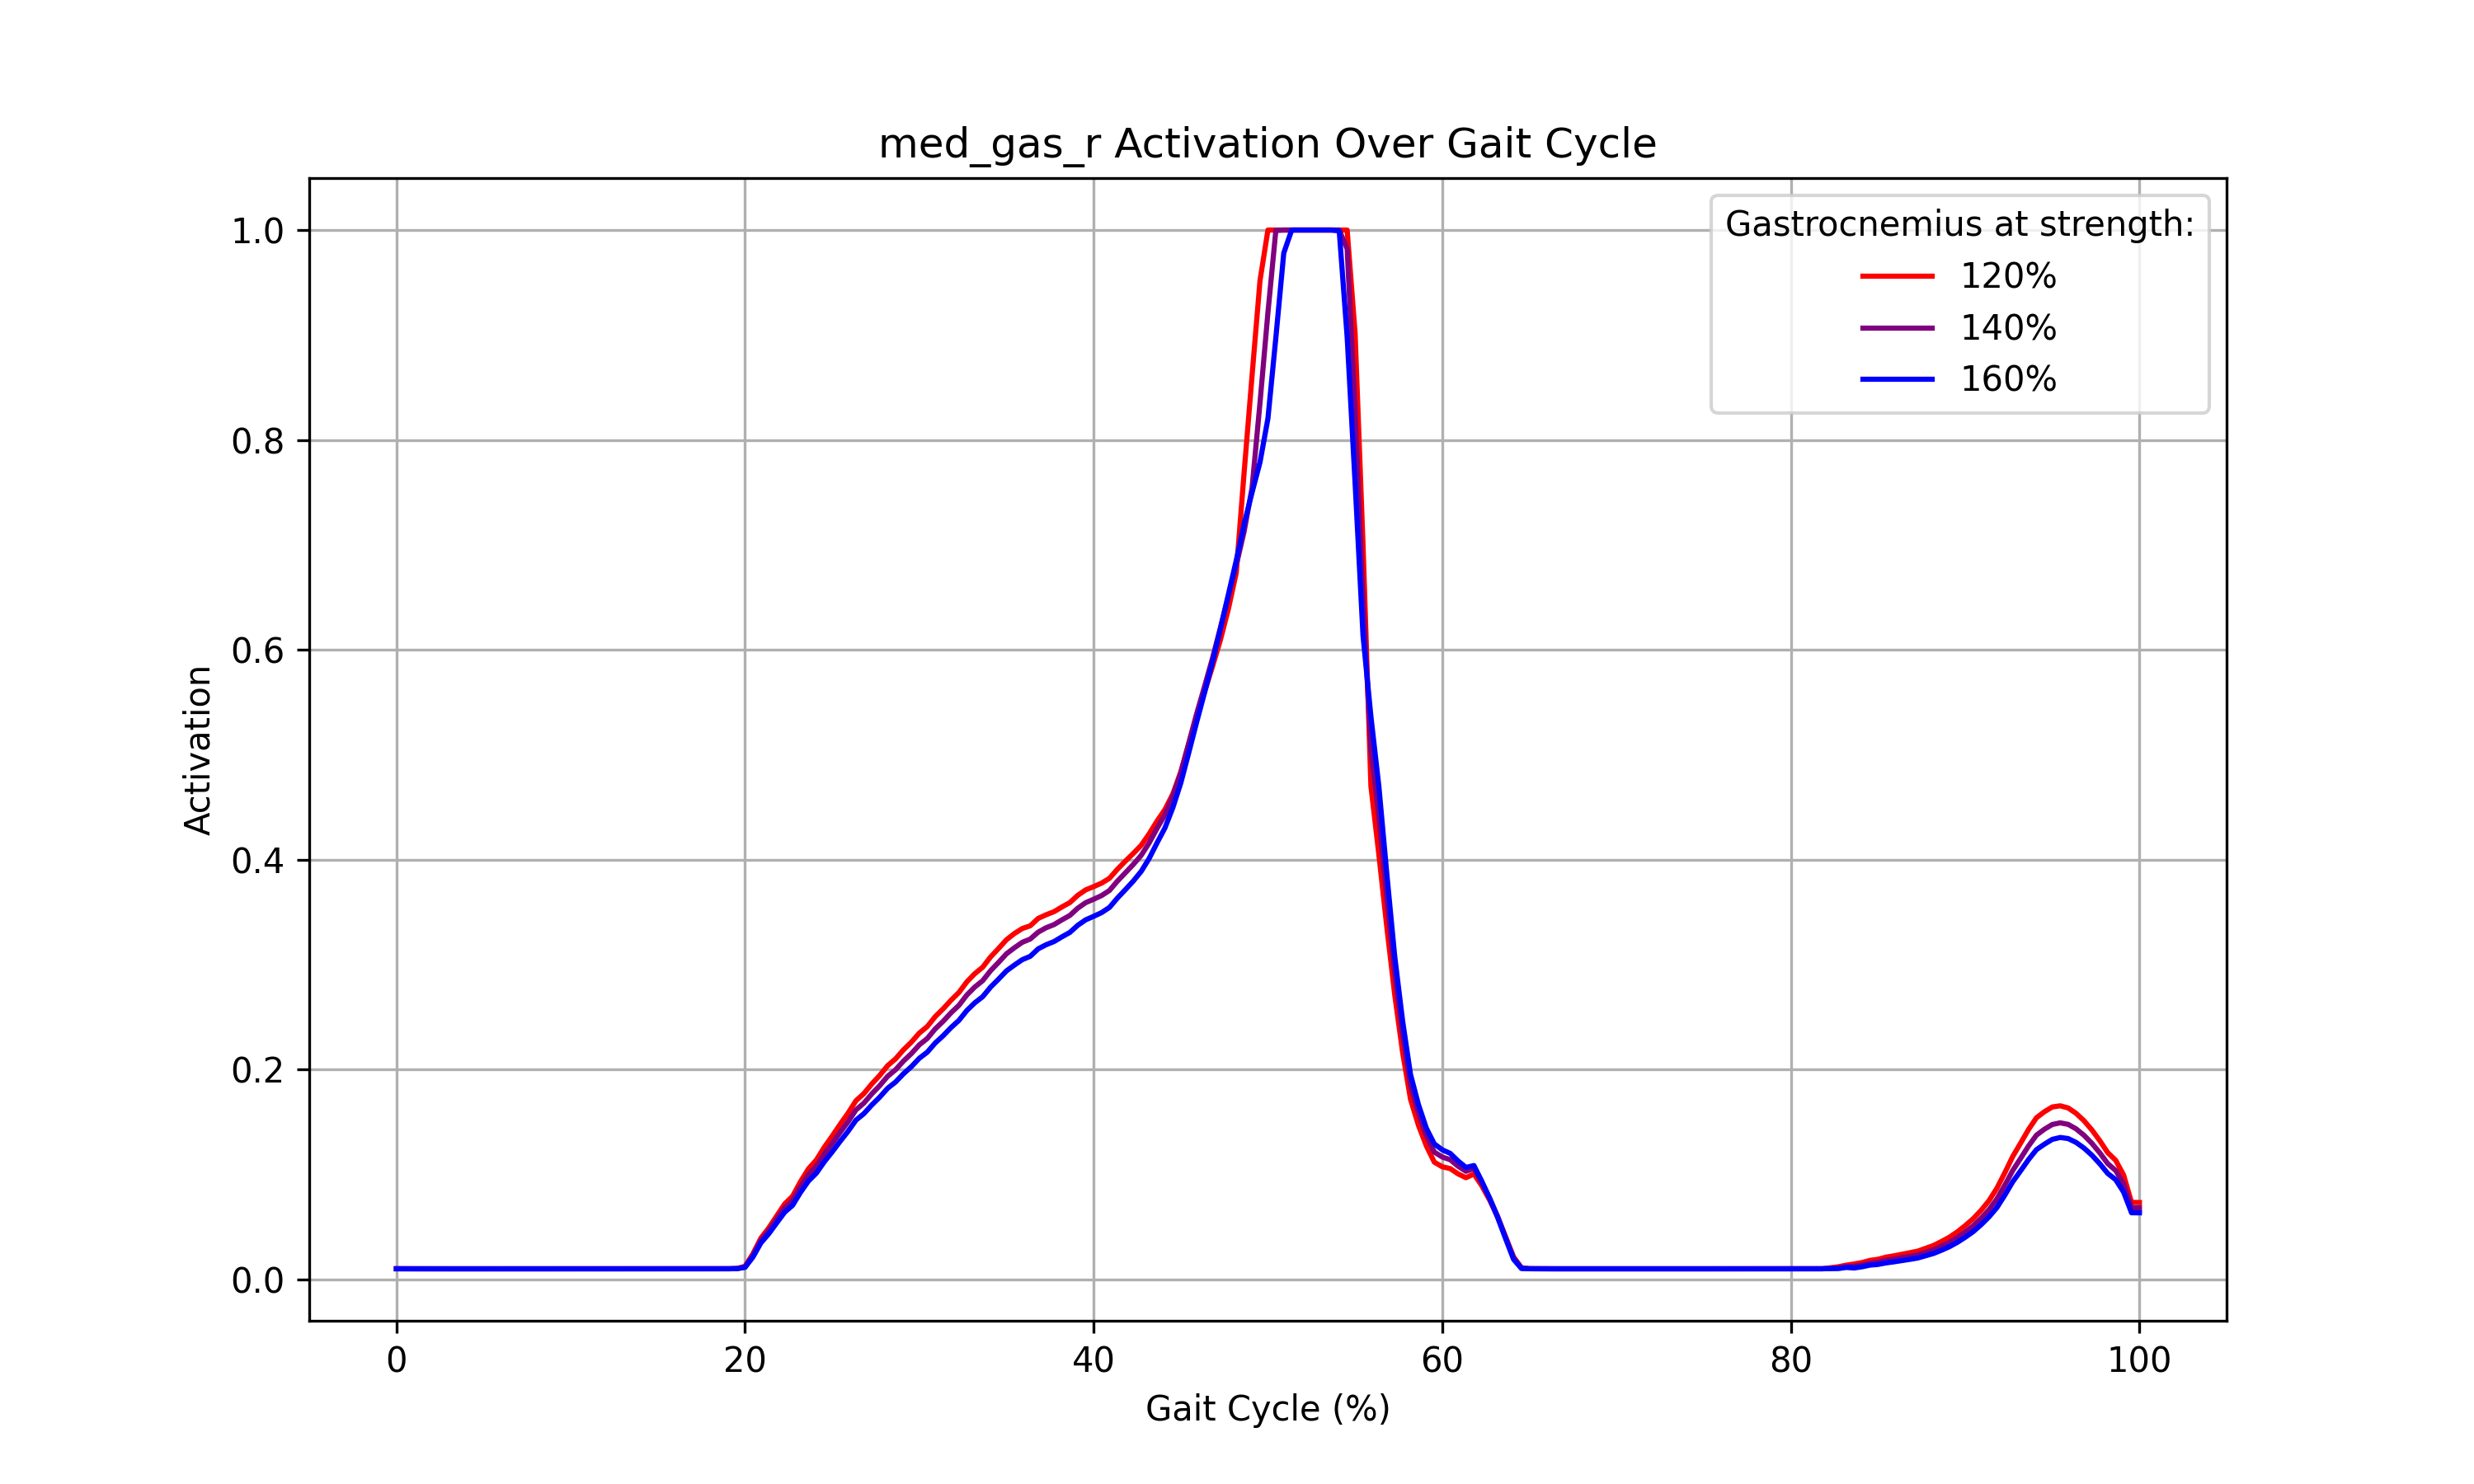 med_gas_r Activation Over Gait Cycle
Gastrocnemius at strength:
120%
140%
160%
Activation
1.0
0.8
0.6
0.4
0.2
0.0
0 20 40 60 80 100
Gait Cycle (%)